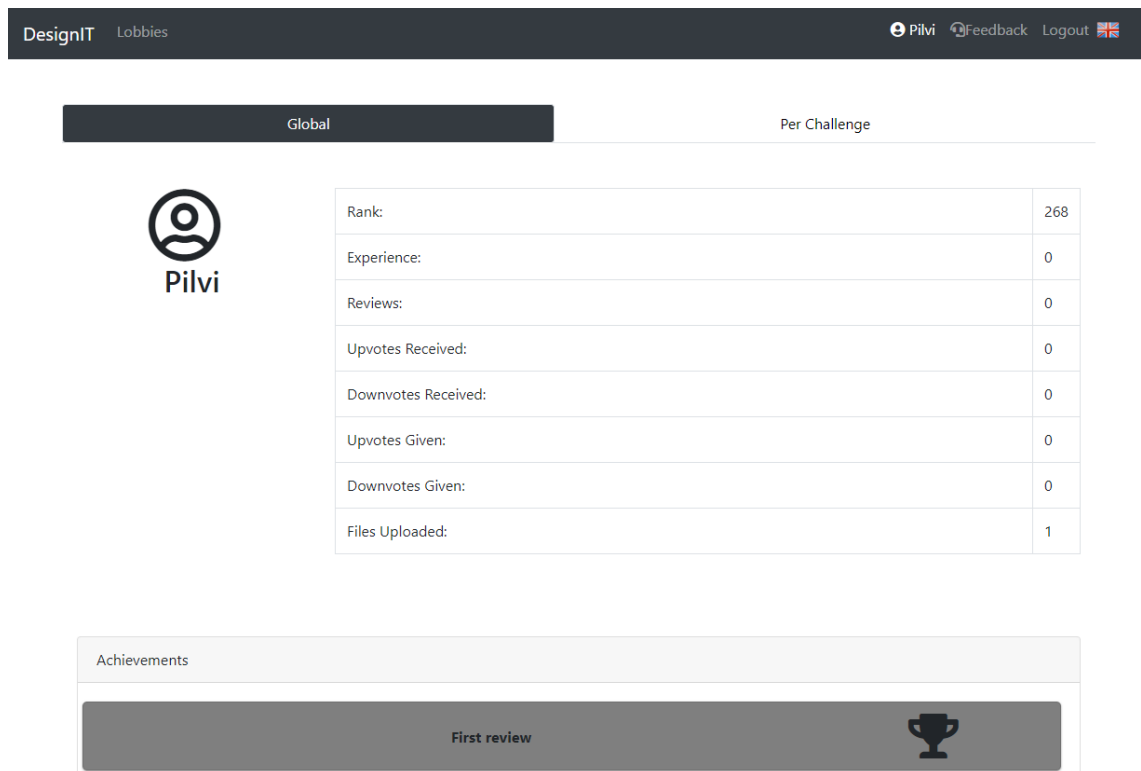 DesignIT Lobbies Pilvi Feedback Logout
Global Per Challenge
Pilvi
Rank: 268
Experience: 0
Reviews: 0
Upvotes Received: 0
Downvotes Received: 0
Upvotes Given: 0
Downvotes Given: 0
Files Uploaded: 1
Achievements
First review